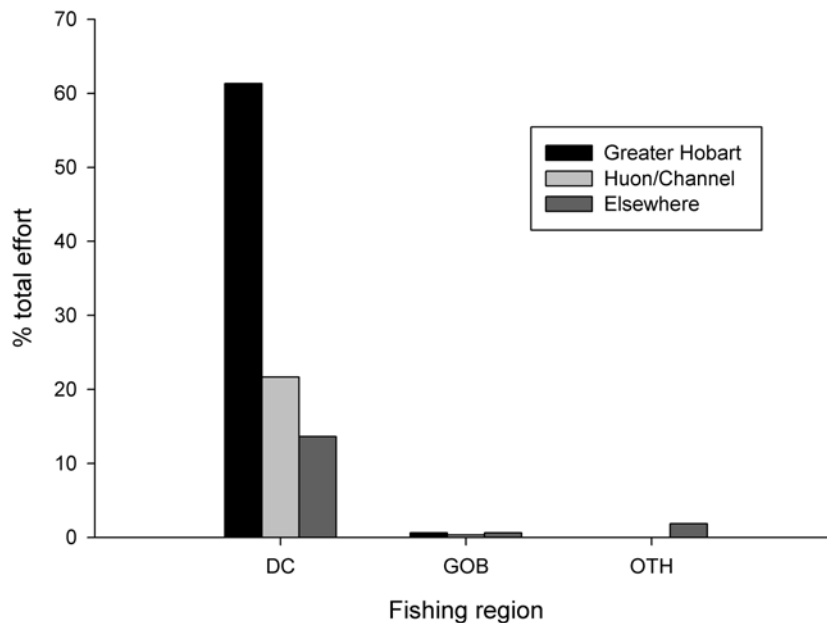 70
60
50
40
30
20
10
0
% total effort
Greater Hobart
Huon/Channel
Elsewhere
DC GOB OTH
Fishing region